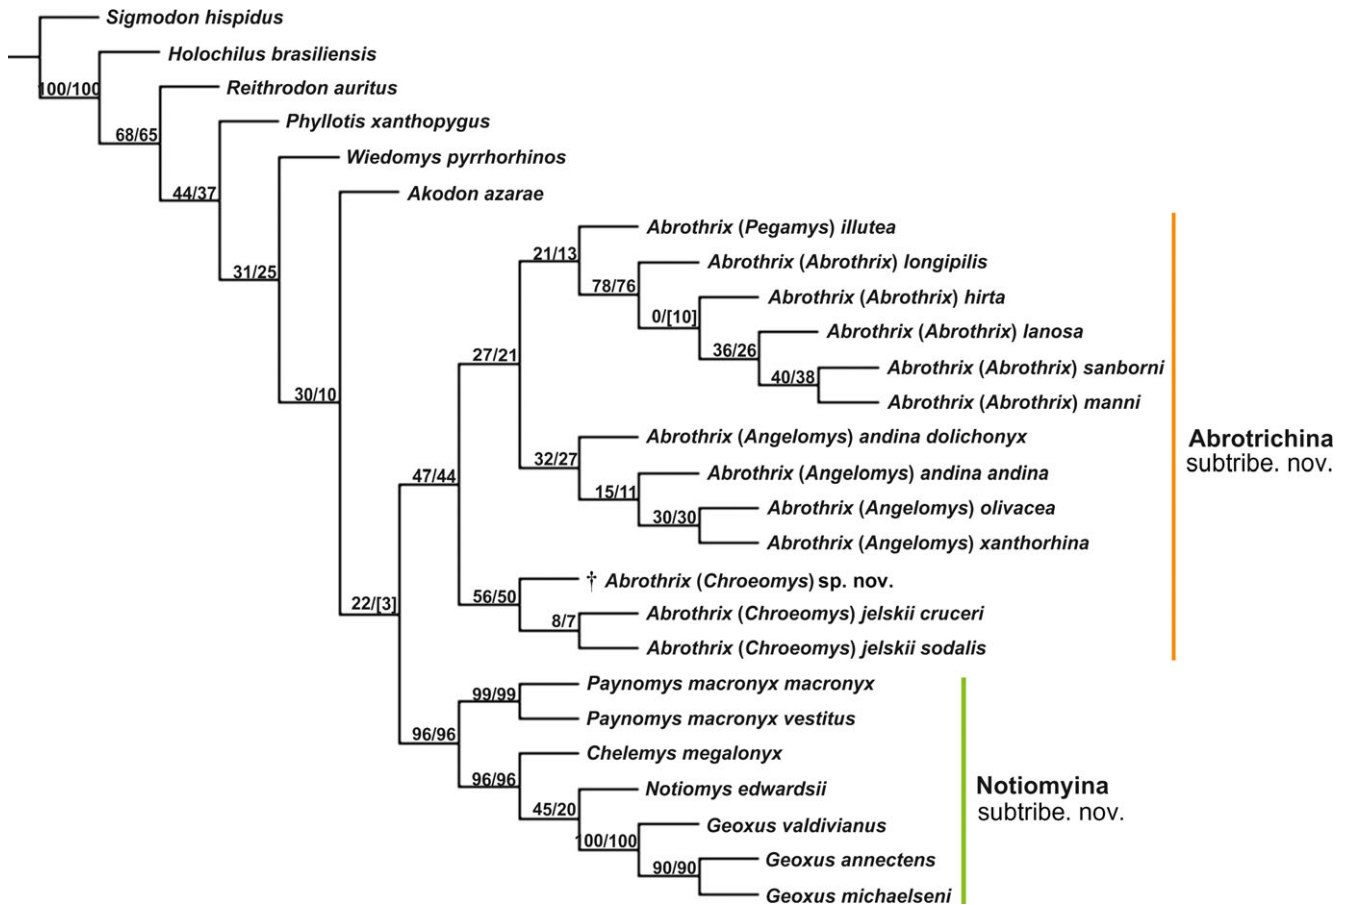 Sigmodon hispidus
Holochilus brasiliensis
100/100
Reithrodon auritus
68/65
Phyllotis xanthopygus
44/37
Wiedomys pyrrhorhinos
31/25
Akodon azarae
30/10
Abrothrix (Pegamys) illutea
21/13
Abrothrix (Abrothrix) longipilis
78/76
Abrothrix (Abrothrix) hirta
0/[10]
Abrothrix (Abrothrix) lanosa
36/26
Abrothrix (Abrothrix) sanborni
40/38
Abrothrix (Abrothrix) manni
27/21
Abrothrix (Angelomys) andina dolichonyx
32/27
Abrothrix (Angelomys) andina andina
15/11
Abrothrix (Angelomys) olivacea
30/30
Abrothrix (Angelomys) xanthorhina
47/44
† Abrothrix (Chroeomys) sp. nov.
56/50
Abrothrix (Chroeomys) jelskii cruceri
8/7
Abrothrix (Chroeomys) jelskii sodalis
22/[3]
Abrotrichina
subtribe. nov.
Paynomys macronyx macronyx
99/99
Paynomys macronyx vestitus
96/96
Chelemys megalonyx
96/96
Notiomys edwardsii
45/20
Geoxus valdivianus
100/100
Geoxus annectens
90/90
Geoxus michaelseni
Notiomyina
subtribe. nov.